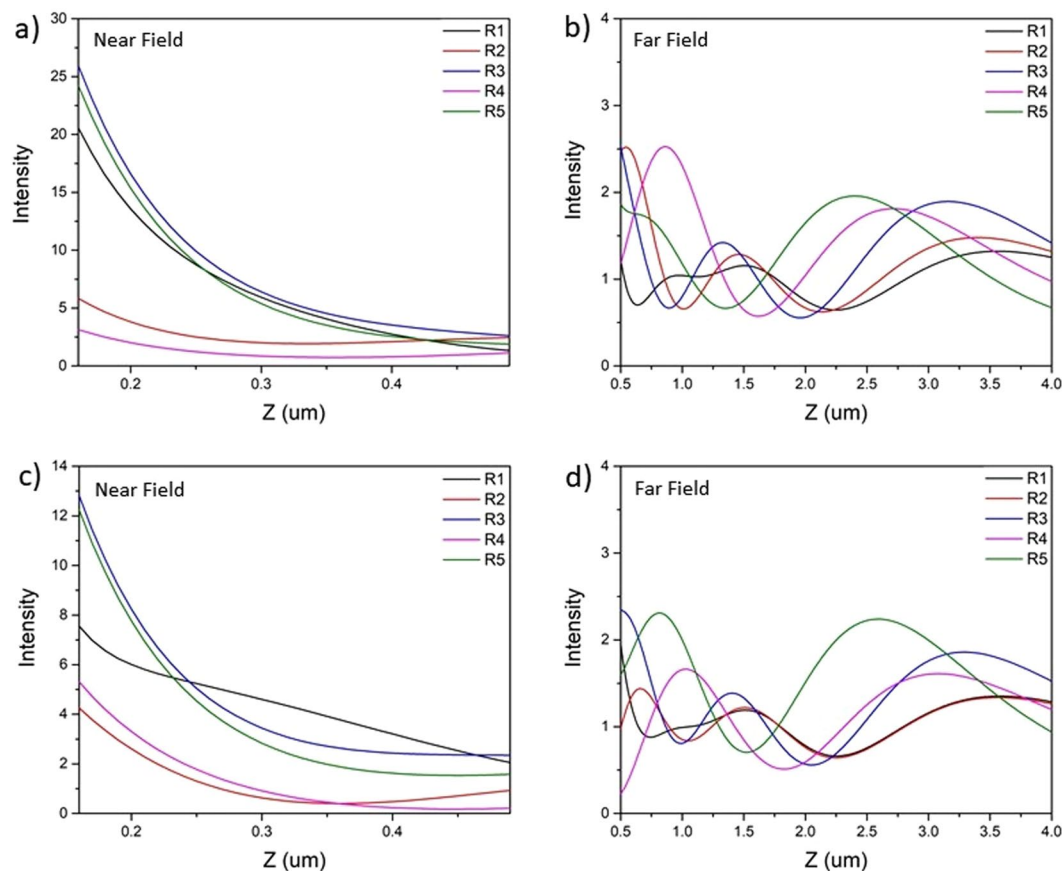 a)
Near Field
R1
R2
R3
R4
R5
30
25
20
15
10
5
0
Intensity
0.2
0.3
0.4
Z (um)
b)
Far Field
R1
R2
R3
R4
R5
4
3
2
1
0
Intensity
0.5
1.0
1.5
2.0
2.5
3.0
3.5
4.0
Z (um)
c)
Near Field
R1
R2
R3
R4
R5
14
12
10
8
6
4
2
0
Intensity
0.2
0.3
0.4
Z (um)
d)
Far Field
R1
R2
R3
R4
R5
4
3
2
1
0
Intensity
0.5
1.0
1.5
2.0
2.5
3.0
3.5
4.0
Z (um)